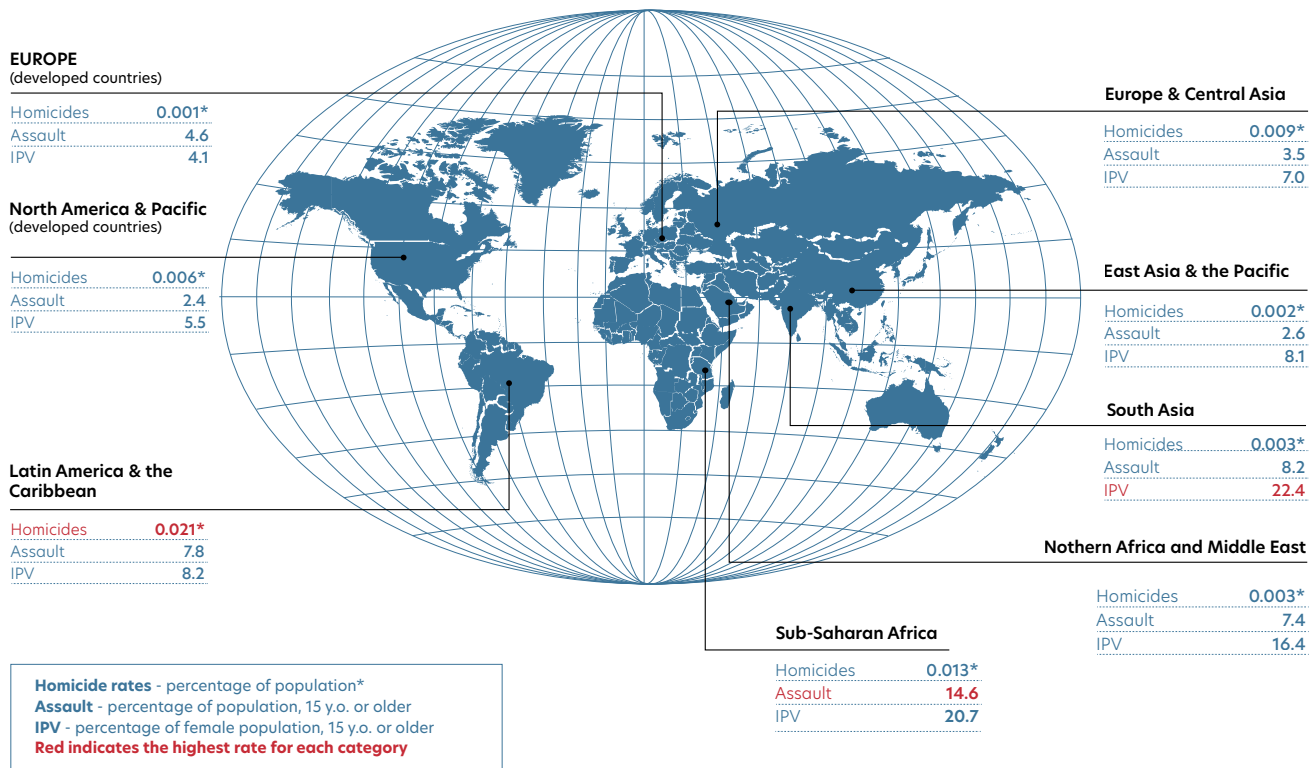 EUROPE
(developed countries)
Homicides 0.001*
Assault 4.6
IPV 4.1
North America & Pacific
(developed countries)
Homicides 0.006*
Assault 2.4
IPV 5.5
Latin America & the
Caribbean
Homicides 0.021*
Assault 7.8
IPV 8.2
Europe & Central Asia
Homicides 0.009*
Assault 3.5
IPV 7.0
East Asia & the Pacific
Homicides 0.002*
Assault 2.6
IPV 8.1
South Asia
Homicides 0.003*
Assault 8.2
IPV 22.4
Nothern Africa and Middle East
Homicides 0.003*
Assault 7.4
IPV 16.4
Sub-Saharan Africa
Homicides 0.013*
Assault 14.6
IPV 20.7
Homicide rates - percentage of population*
Assault - percentage of population, 15 y.o. or older
IPV - percentage of female population, 15 y.o. or older
Red indicates the highest rate for each category